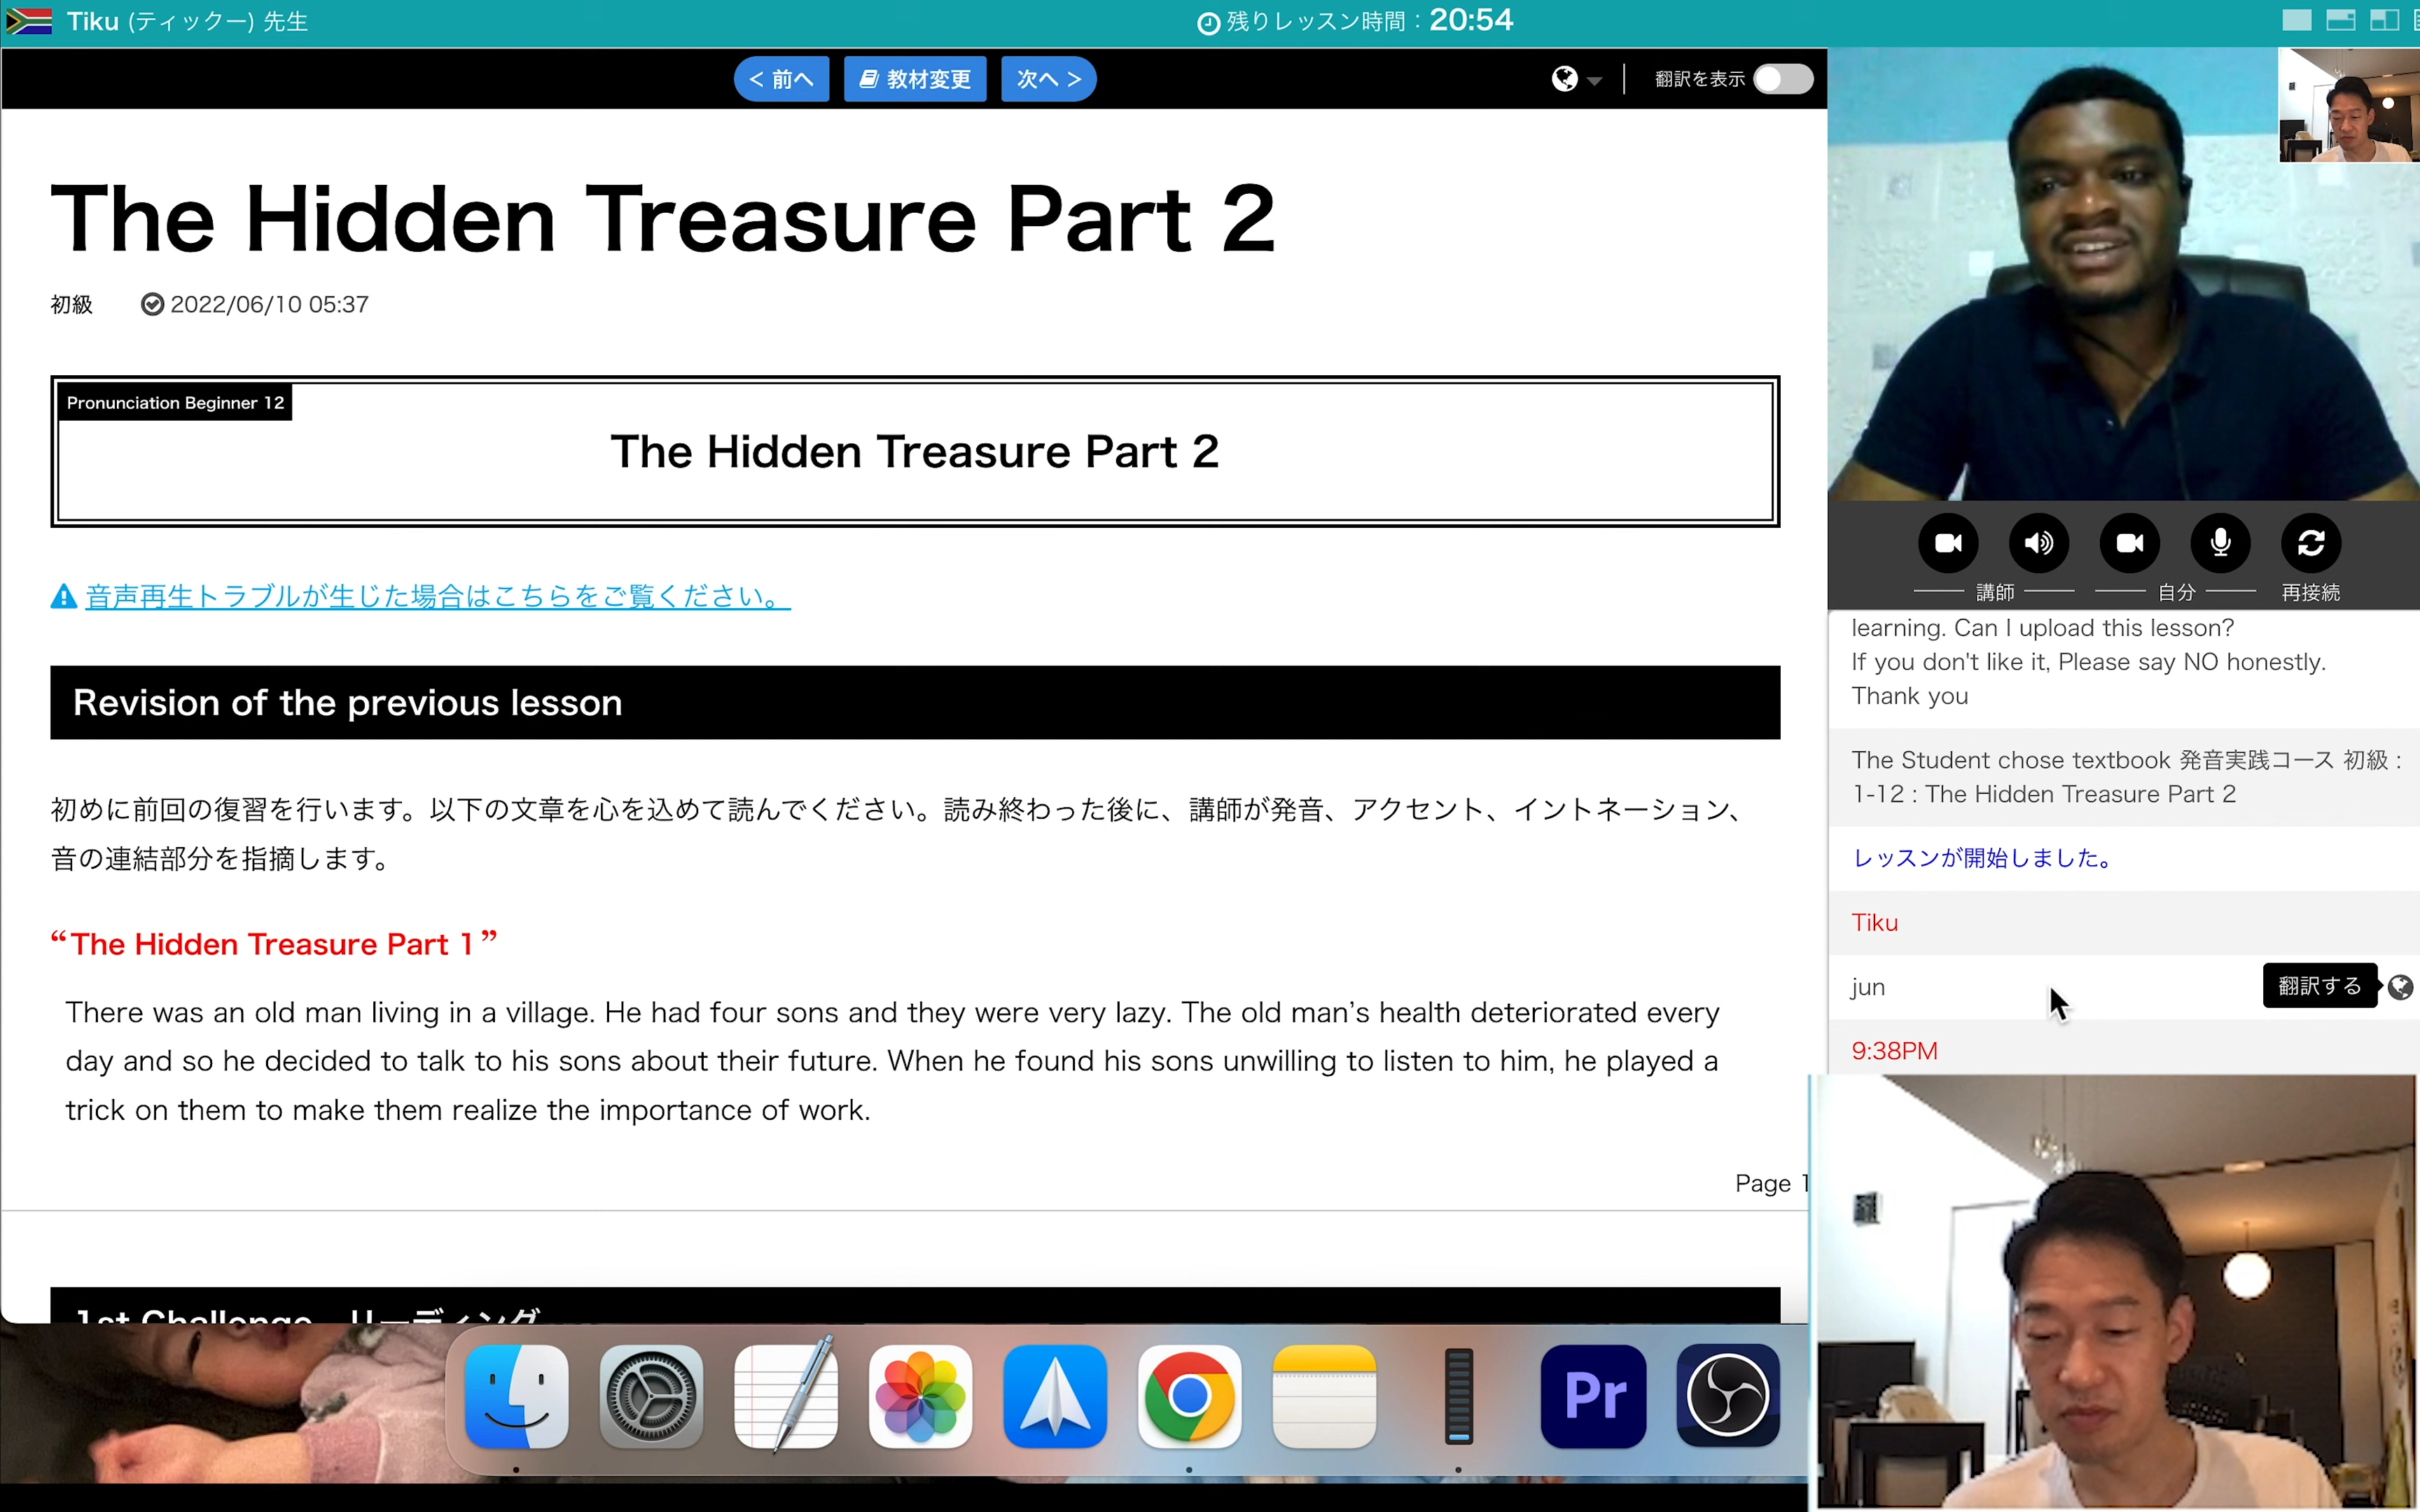 Tiku (ティックー) 先生
残りレッスン時間 : 20:54
< 前へ
教材変更
次へ >
翻訳を表示
The Hidden Treasure Part 2
初級
2022/06/10 05:37
Pronunciation Beginner 12
The Hidden Treasure Part 2
音声再生トラブルが生じた場合はこちらをご覧ください。
Revision of the previous lesson
初めに前回の復習を行います。以下の文章を心を込めて読んでください。読み終わった後に、講師が発音、アクセント、イントネーション、
音の連結部分を指摘します。
“The Hidden Treasure Part 1”
There was an old man living in a village. He had four sons and they were very lazy. The old man’s health deteriorated every
day and so he decided to talk to his sons about their future. When he found his sons unwilling to listen to him, he played a
trick on them to make them realize the importance of work.
Page 1
1st Challenge リーディング
講師
自分
再接続
learning. Can I upload this lesson?
If you don't like it, Please say NO honestly.
Thank you
The Student chose textbook 発音実践コース 初級 :
1-12 : The Hidden Treasure Part 2
レッスンが開始しました。
Tiku
jun
翻訳する
9:38PM
Pr